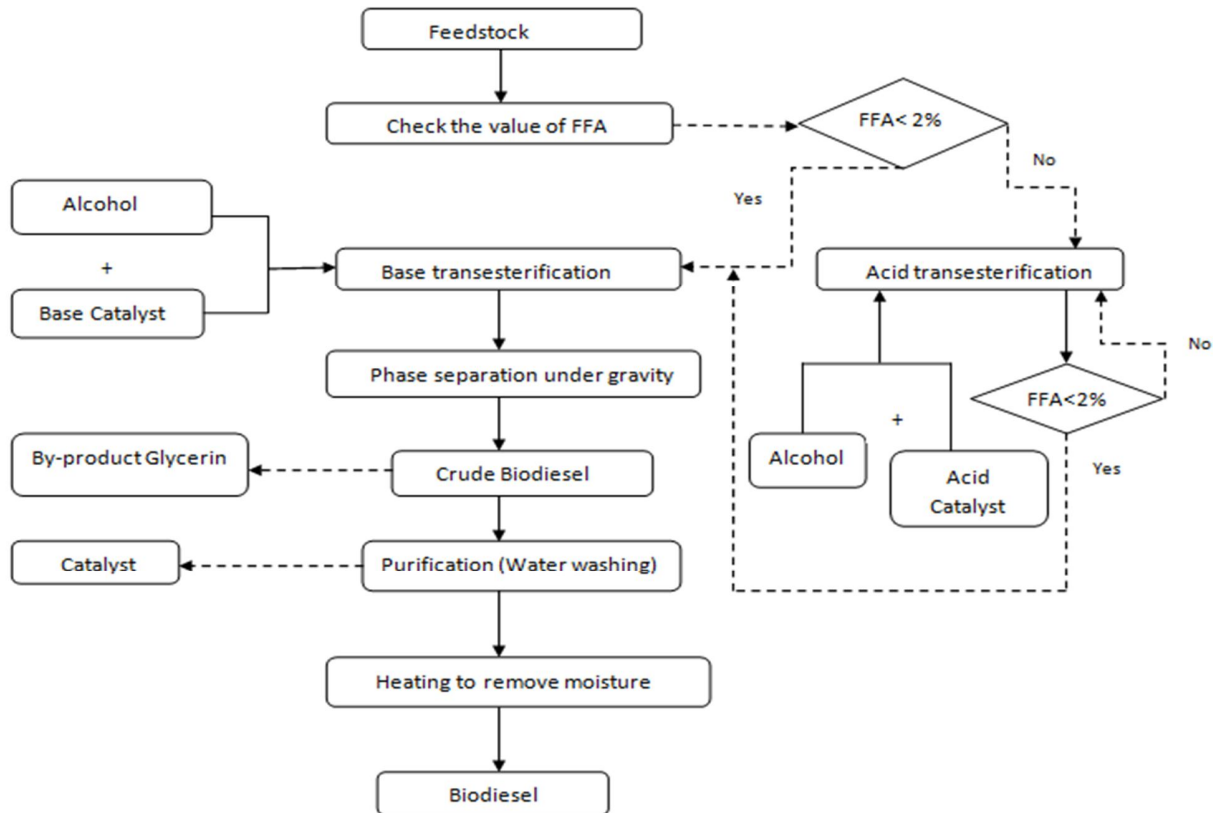 Feedstock
Check the value of FFA
FFA< 2%
No
Yes
Alcohol
+
Base Catalyst
Base transesterification
Acid transesterification
No
Phase separation under gravity
FFA<2%
+
Alcohol
Acid
Catalyst
Yes
By-product Glycerin
Crude Biodiesel
Catalyst
Purification (Water washing)
Heating to remove moisture
Biodiesel